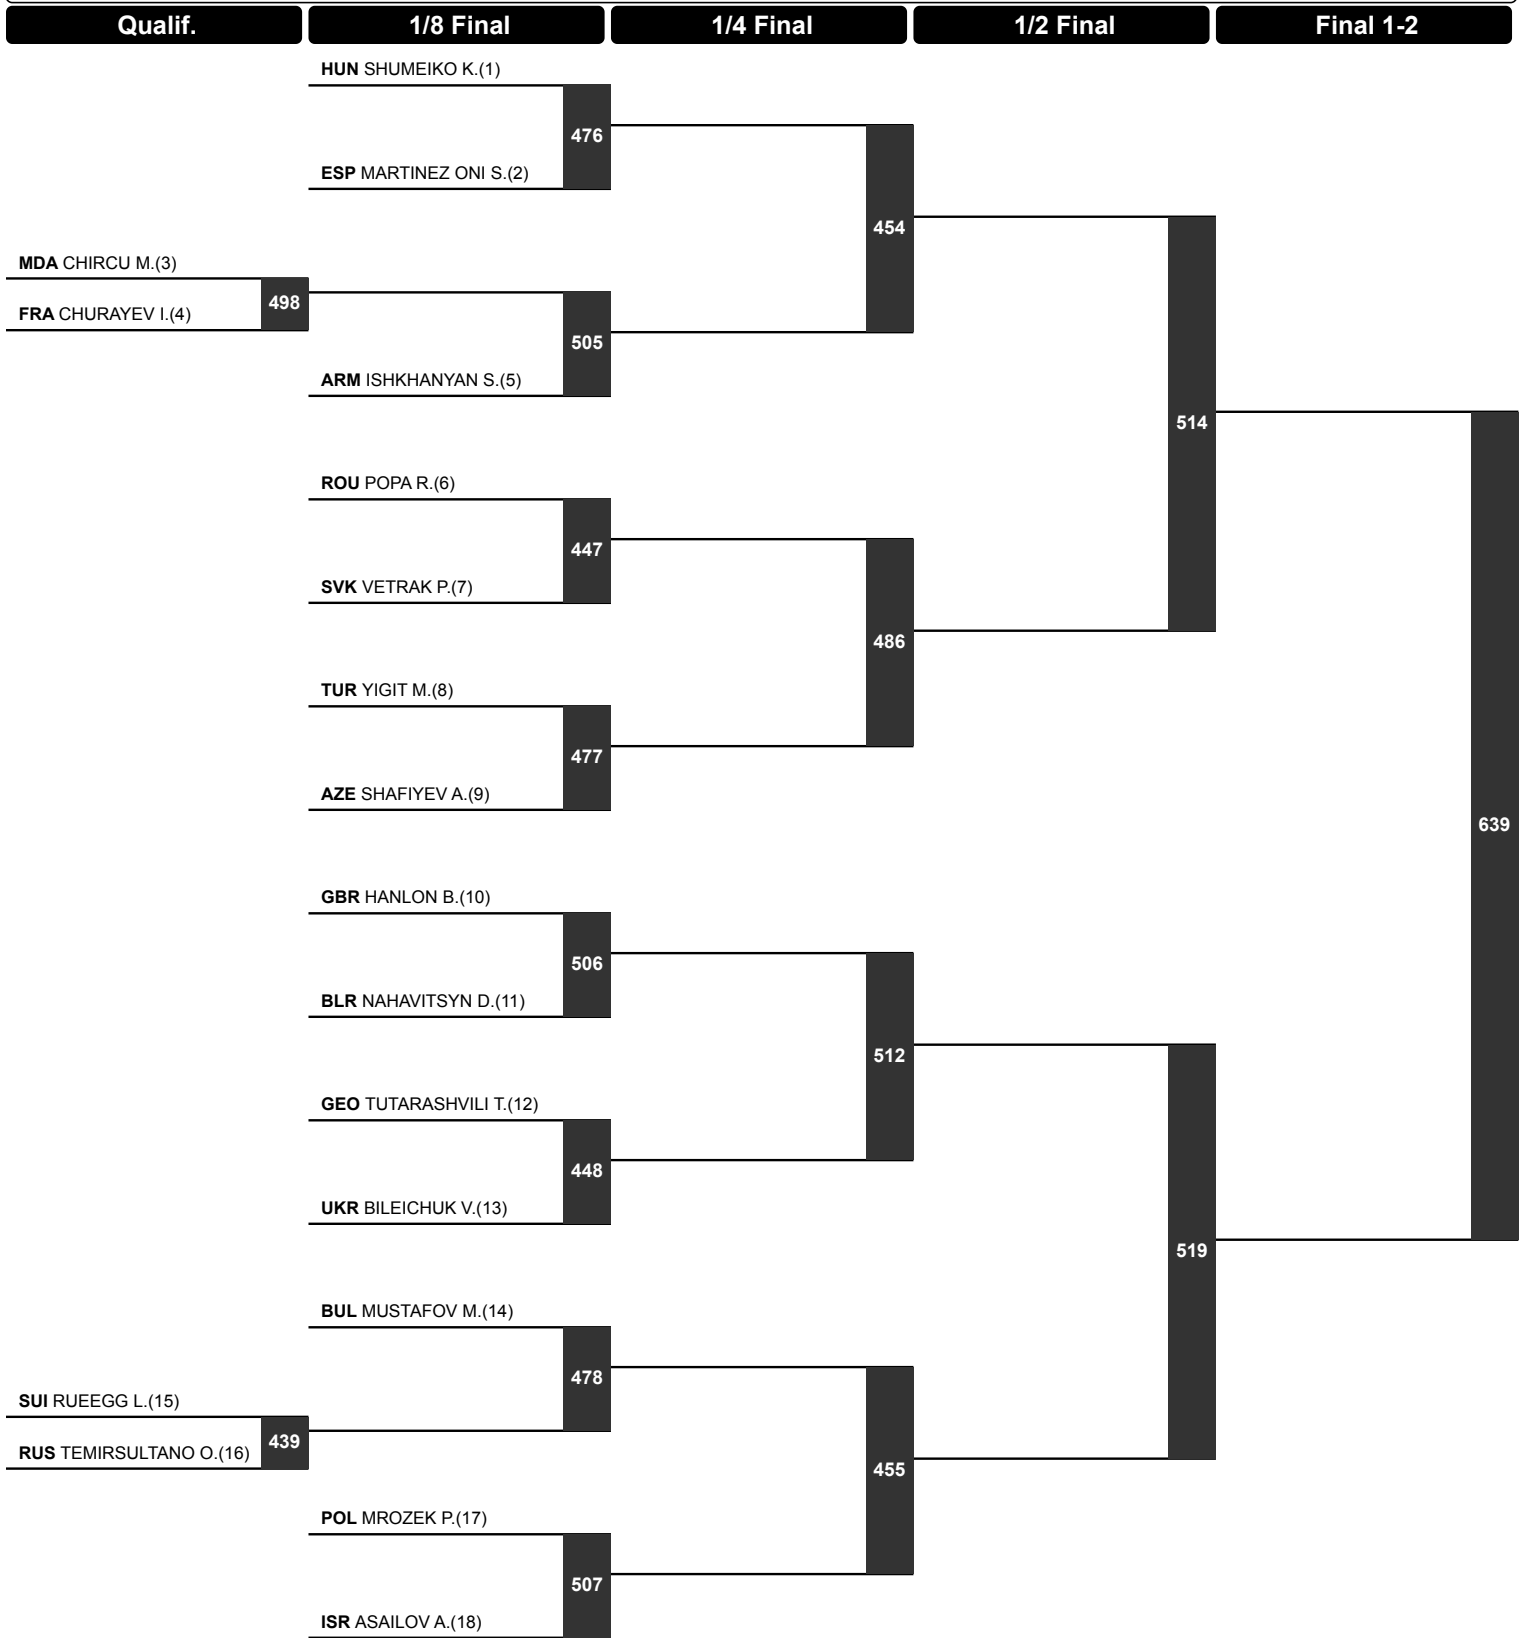 Qualif. 1/8 Final 1/4 Final 1/2 Final Final 1-2
HUN SHUMEIKO K.(1)
476
ESP MARTINEZ ONI S.(2)
454
MDA CHIRCU M.(3)
498
FRA CHURAYEV I.(4)
505
ARM ISHKHANYAN S.(5)
514
ROU POPA R.(6)
447
SVK VETRAK P.(7)
486
TUR YIGIT M.(8)
477
AZE SHAFIYEV A.(9)
639
GBR HANLON B.(10)
506
BLR NAHAVITSYN D.(11)
512
GEO TUTARASHVILI T.(12)
448
UKR BILEICHUK V.(13)
519
BUL MUSTAFOV M.(14)
478
SUI RUEEGG L.(15)
439
RUS TEMIRSULTANO O.(16)
455
POL MROZEK P.(17)
507
ISR ASAILOV A.(18)